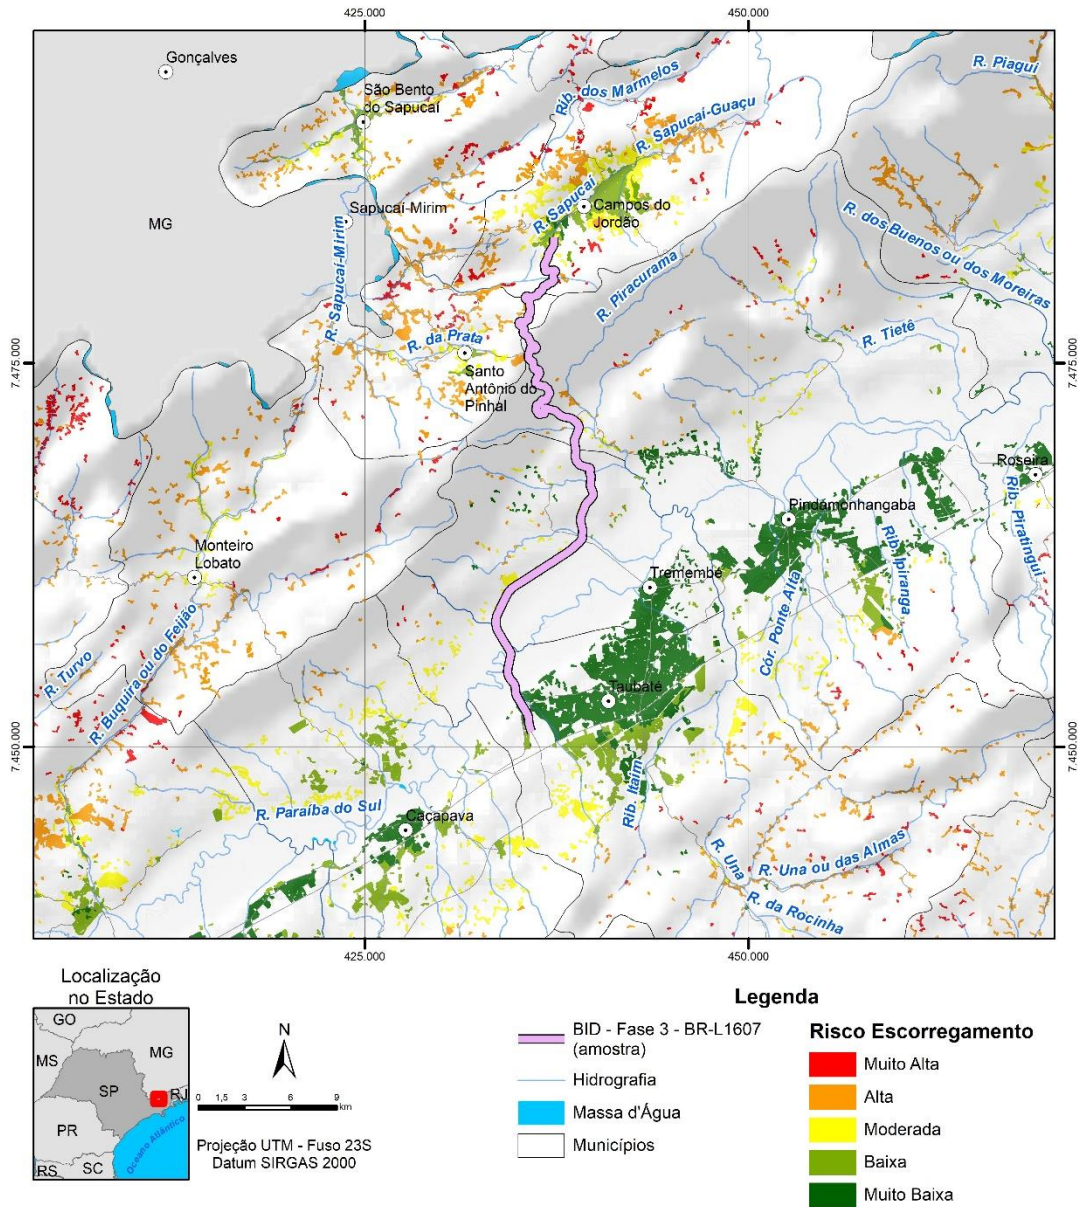 425.000
450.000
Gonçalves
São Bento
do Sapucaí
Rib. dos Marmelos
R. Sapucaí-Guaçu
R. Piagui
MG
Sapucaí-Mirim
R. Sapucaí
Campos do
Jordão
R. dos Buenos ou dos Moreiras
R. Sapucaí-Mirim
R. Piracurama
R. da Prata
R. Tietê
7.475.000
7.475.000
Santo
Antônio do
Pinhal
Roseira
Pindamonhangaba
Rib. Piratingui
Rib. Ipiranga
Monteiro
Lobato
Tremembé
Cór. Ponte Alta
R. Turvo
R. Buquira ou do Feijão
Taubaté
7.450.000
7.450.000
Rib. Itaim
R. Paraíba do Sul
Caçapava
R. Una
R. Una ou das Almas
R. da Rocinha
425.000
450.000
Localização
no Estado
GO
MS
MG
SP
RJ
PR
SC
RS
Oceano Atlântico
N
0 1,5 3 6 9
km
Projeção UTM - Fuso 23S
Datum SIRGAS 2000
Legenda
BID - Fase 3 - BR-L1607
(amostra)
Hidrografia
Massa d'Água
Municípios
Risco Escorregamento
Muito Alta
Alta
Moderada
Baixa
Muito Baixa